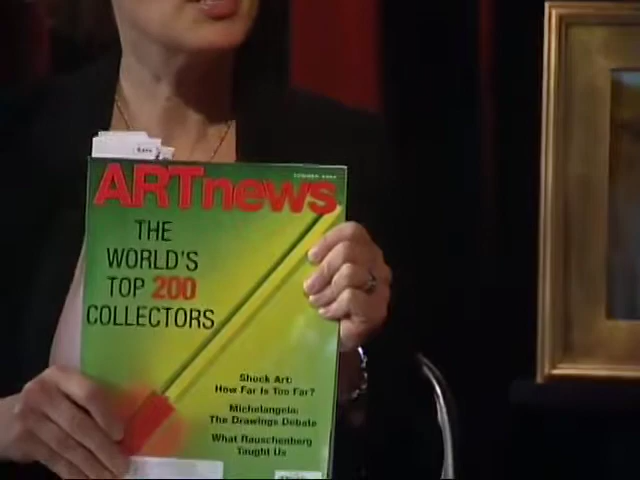 ARTnews
THE
WORLD'S
TOP 200
COLLECTORS
Shock Art:
How Far Is Too Far?
Michelangelo:
The Drawings Debate
What Rauschenberg
Taught Us